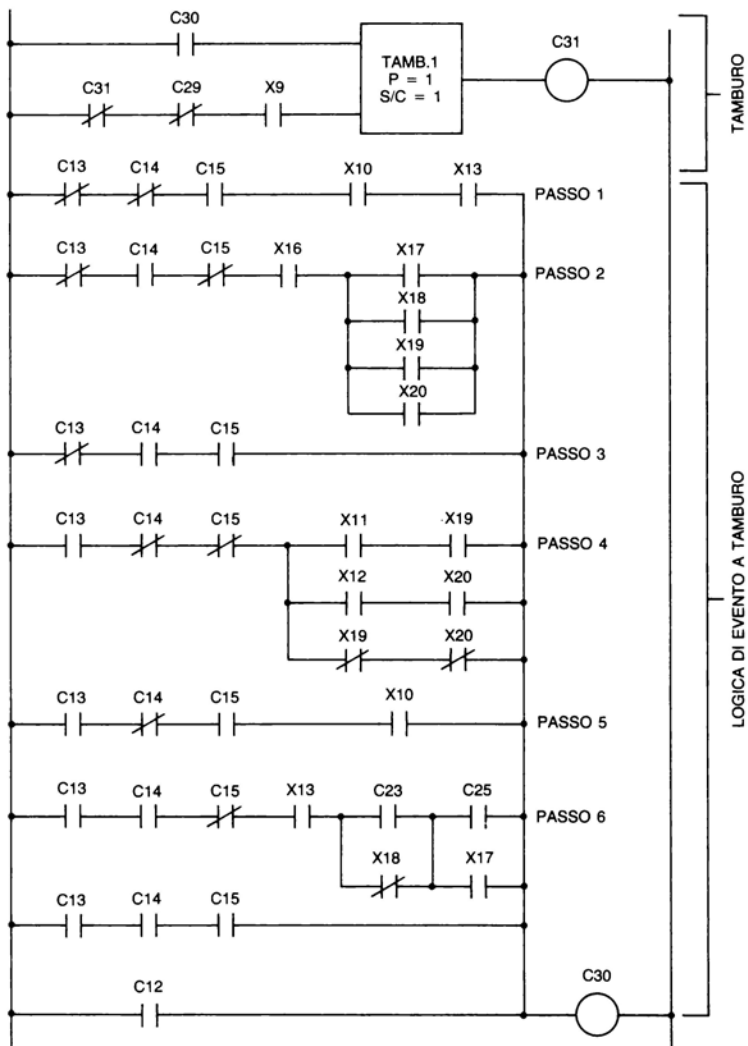 C30
C31
TAMB.1
P = 1
S/C = 1
C31 C29 X9
TAMBURO
C13 C14 C15 X10 X13
PASSO 1
C13 C14 C15 X16 X17
PASSO 2
X18
X19
X20
C13 C14 C15
PASSO 3
C13 C14 C15 X11 X19
PASSO 4
X12 X20
X19 X20
LOGICA DI EVENTO A TAMBURO
C13 C14 C15 X10
PASSO 5
C13 C14 C15 X13 C23 C25
PASSO 6
X18 X17
C13 C14 C15
C12
C30